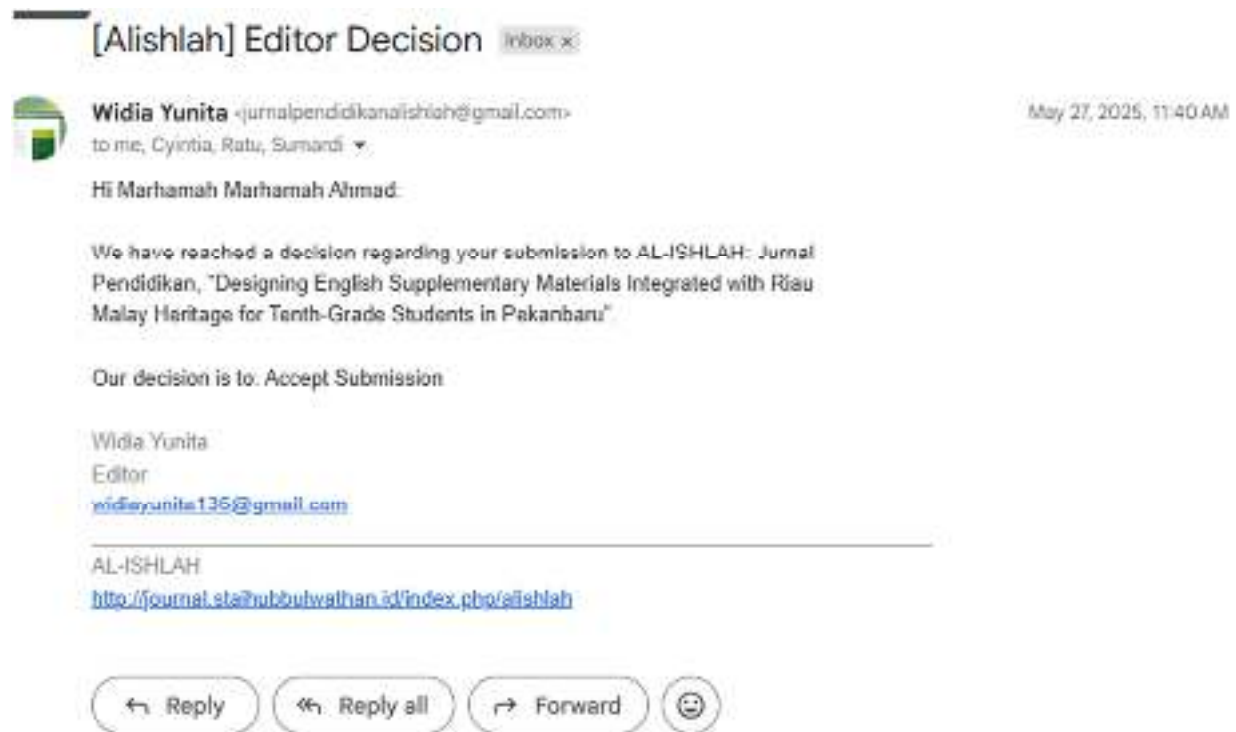 [Alishlah] Editor Decision Inbox x
Widia Yunita <jurnalpendidikanalishlah@gmail.com> May 27, 2025, 11:40 AM
to me, Cyintia, Ratu, Sumardi
Hi Marhamah Marhamah Ahmad:
We have reached a decision regarding your submission to AL-ISHLAH: Jurnal
Pendidikan, "Designing English Supplementary Materials Integrated with Riau
Malay Heritage for Tenth-Grade Students in Pekanbaru".
Our decision is to: Accept Submission
Widia Yunita
Editor
widiayunita136@gmail.com
AL-ISHLAH
http://journal.staihubbulwathan.id/index.php/alishlah
Reply Reply all Forward